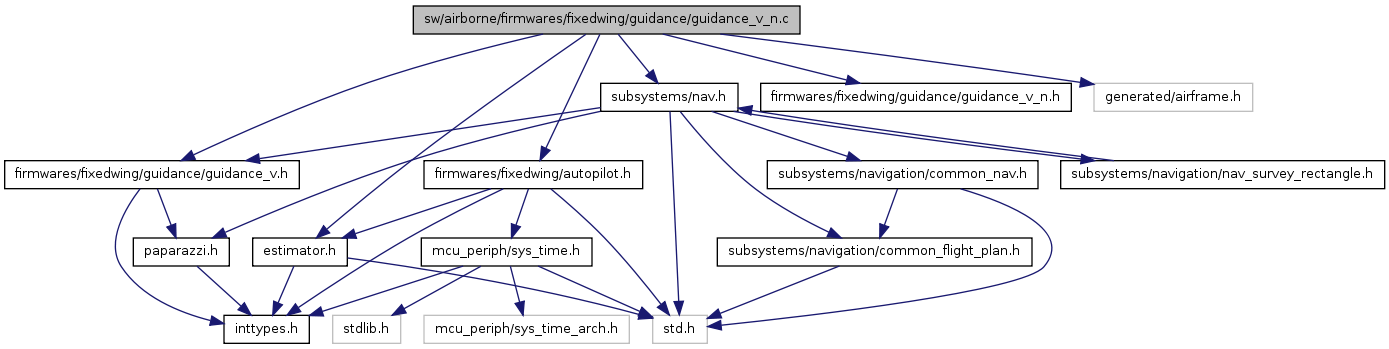 sw/airborne/firmwares/fixedwing/guidance/guidance_v_n.c
subsystems/nav.h
firmwares/fixedwing/guidance/guidance_v_n.h
generated/airframe.h
firmwares/fixedwing/guidance/guidance_v.h
firmwares/fixedwing/autopilot.h
subsystems/navigation/common_nav.h
subsystems/navigation/nav_survey_rectangle.h
paparazzi.h
estimator.h
mcu_periph/sys_time.h
subsystems/navigation/common_flight_plan.h
inttypes.h
stdlib.h
mcu_periph/sys_time_arch.h
std.h